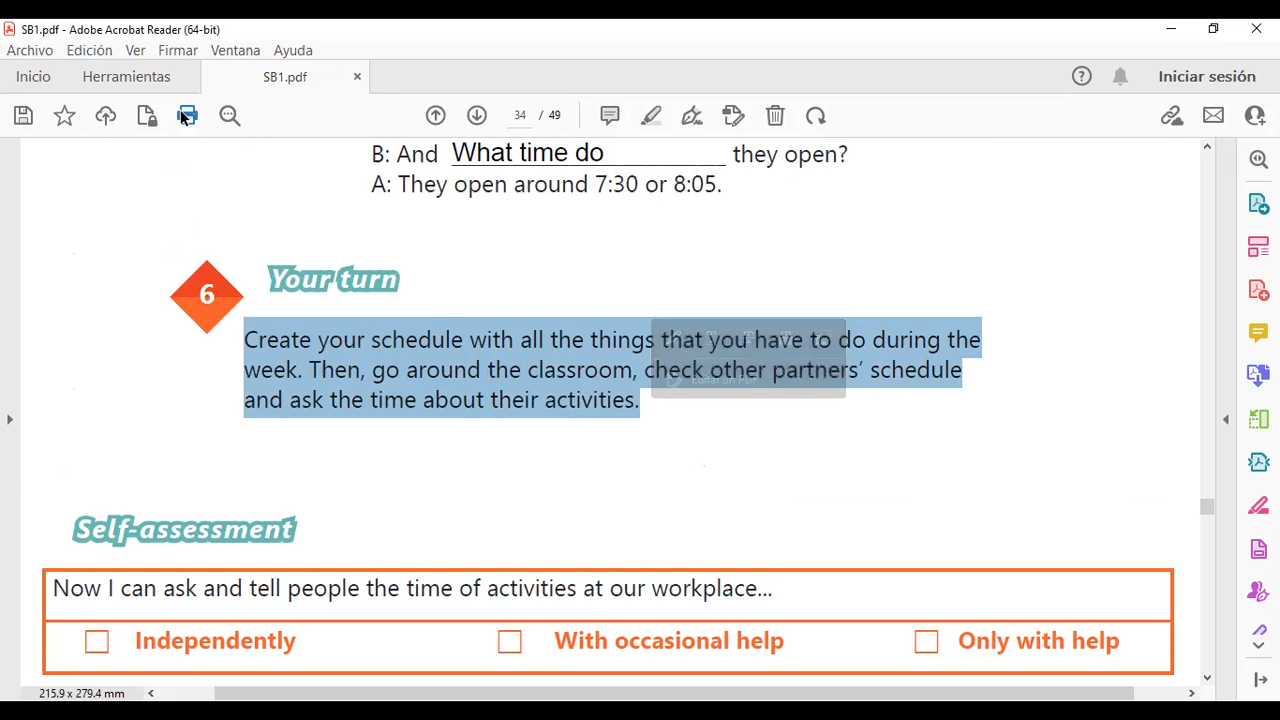 SB1.pdf - Adobe Acrobat Reader (64-bit)
Archivo Edición Ver Firmar Ventana Ayuda
Inicio Herramientas SB1.pdf × Iniciar sesión
34 / 49
B: And What time do they open?
A: They open around 7:30 or 8:05.
6 Your turn
Create your schedule with all the things that you have to do during the
week. Then, go around the classroom, check other partners’ schedule
and ask the time about their activities.
Editar un PDF
Self-assessment
Now I can ask and tell people the time of activities at our workplace...
Independently With occasional help Only with help
215.9 x 279.4 mm